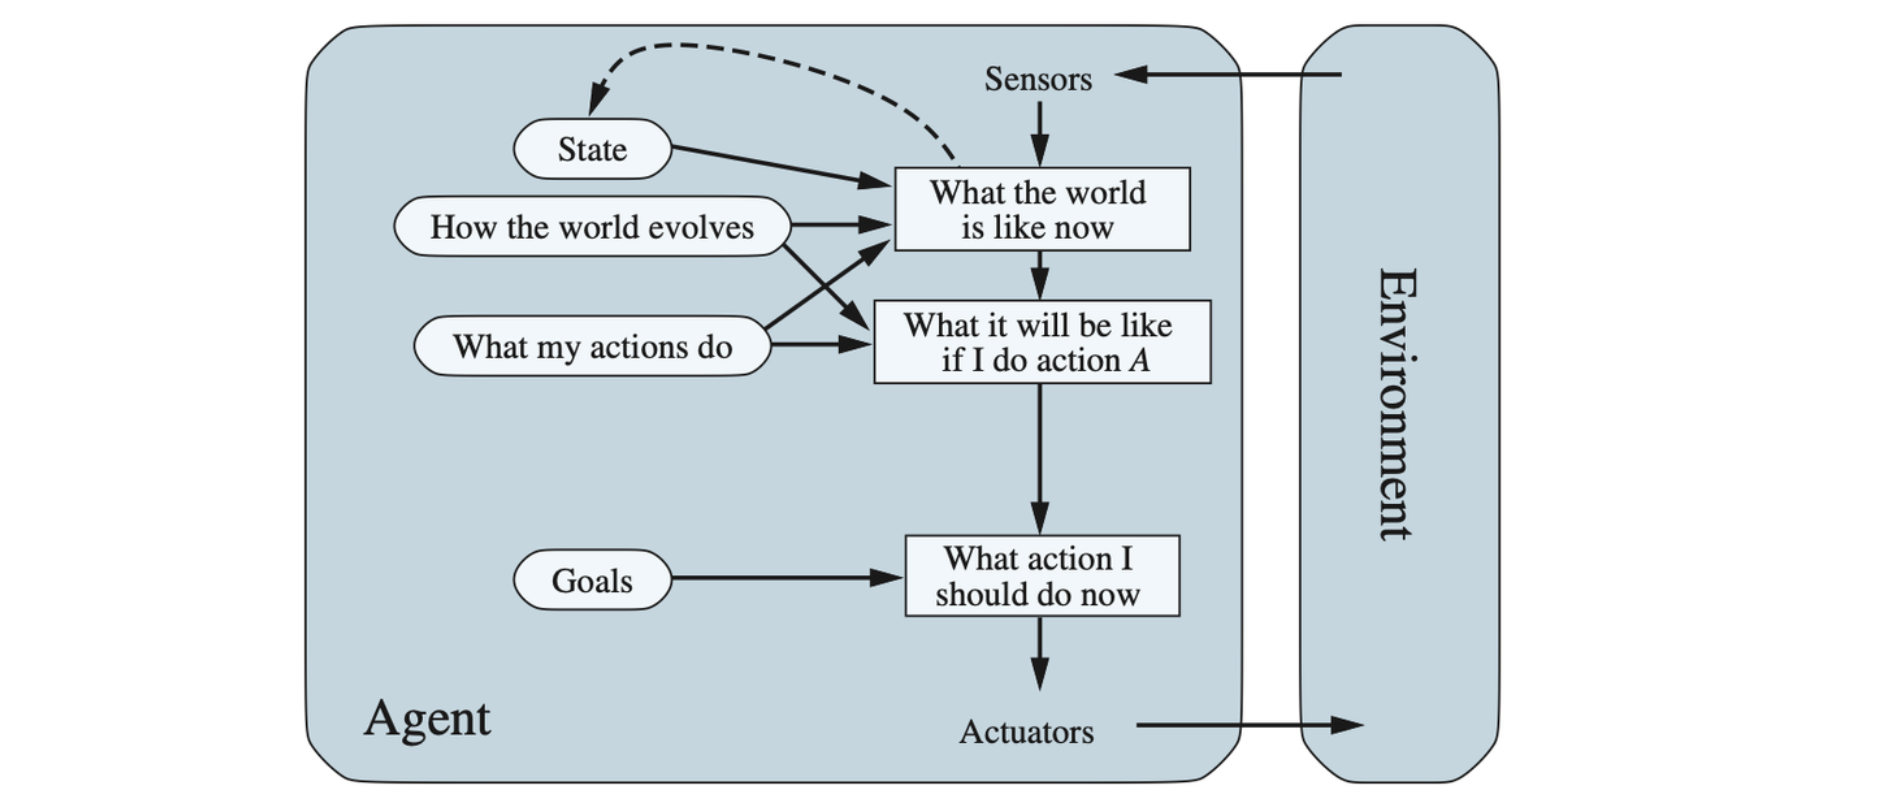 Sensors
State
What the world
is like now
How the world evolves
What my actions do
What it will be like
if I do action A
Goals
What action I
should do now
Agent
Actuators
Environment